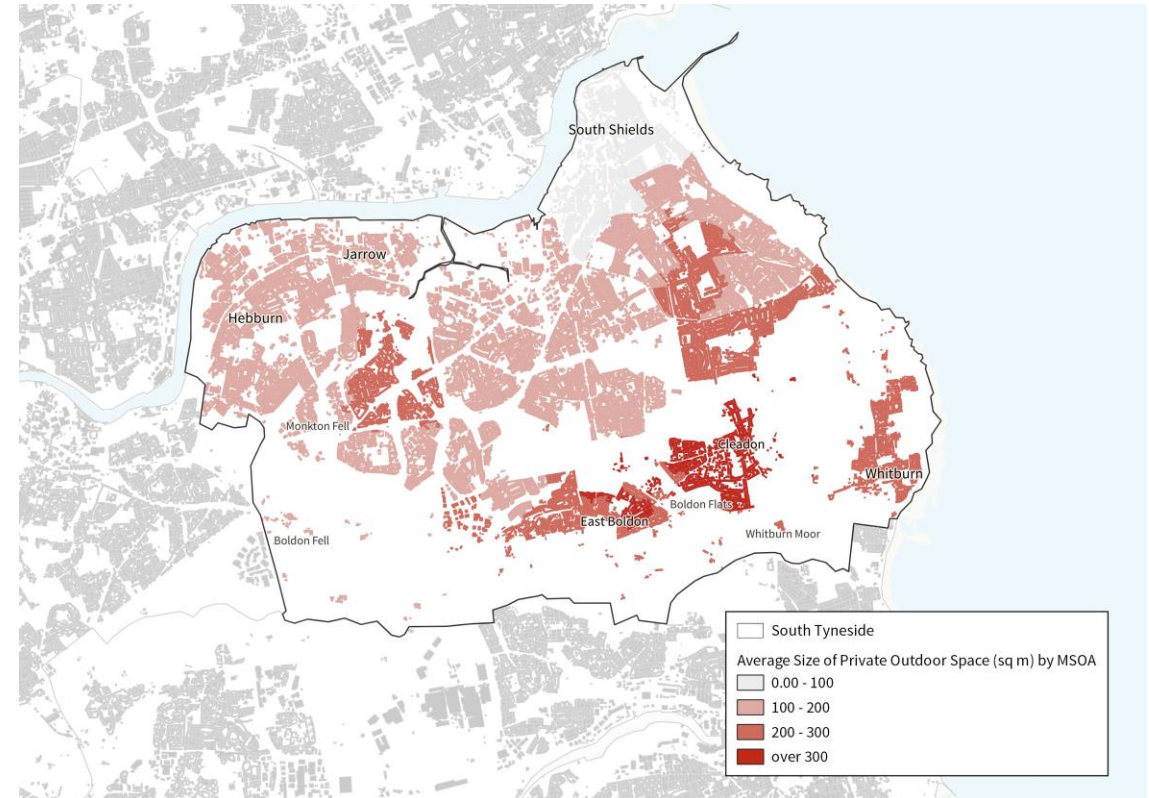 South Shields
Jarrow
Hebburn
Monkton Fell
Cleadon
Whitburn
Boldon Flats
East Boldon
Whitburn Moor
Boldon Fell
South Tyneside
Average Size of Private Outdoor Space (sq m) by MSOA
0.00 - 100
100 - 200
200 - 300
over 300